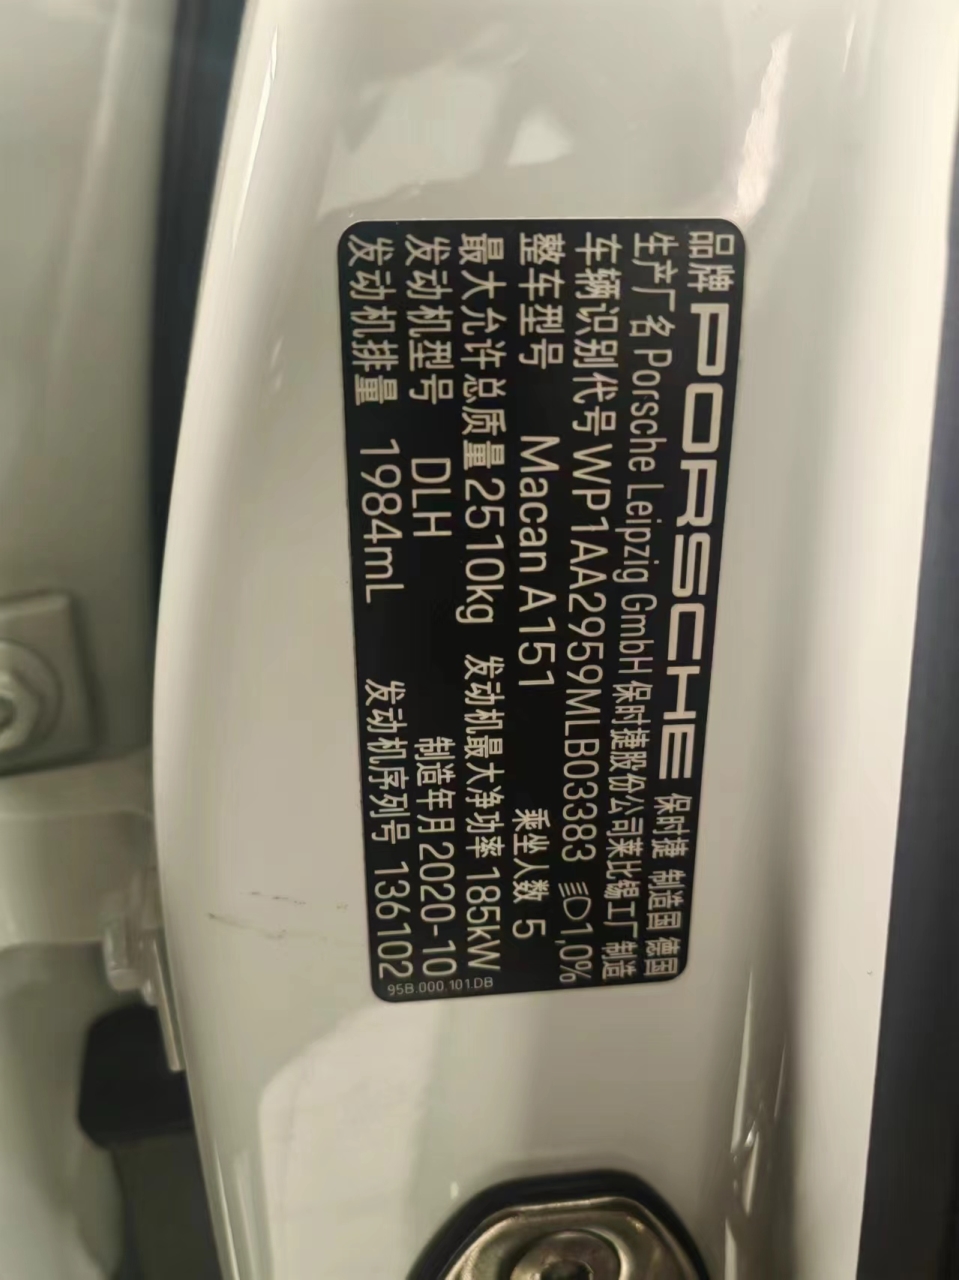 品牌 PORSCHE 保时捷 制造国 德国
生产厂名 Porsche Leipzig GmbH 保时捷股份公司莱比锡工厂 制造
车辆识别代号 WP1AA2959MLB03383 1,0%
整车型号 Macan A151 乘坐人数 5
最大允许总质量 2510kg 发动机最大净功率 185kW
发动机型号 DLH 制造年月 2020-10
发动机排量 1984mL 发动机序列号 136102
95B.000.101.DB